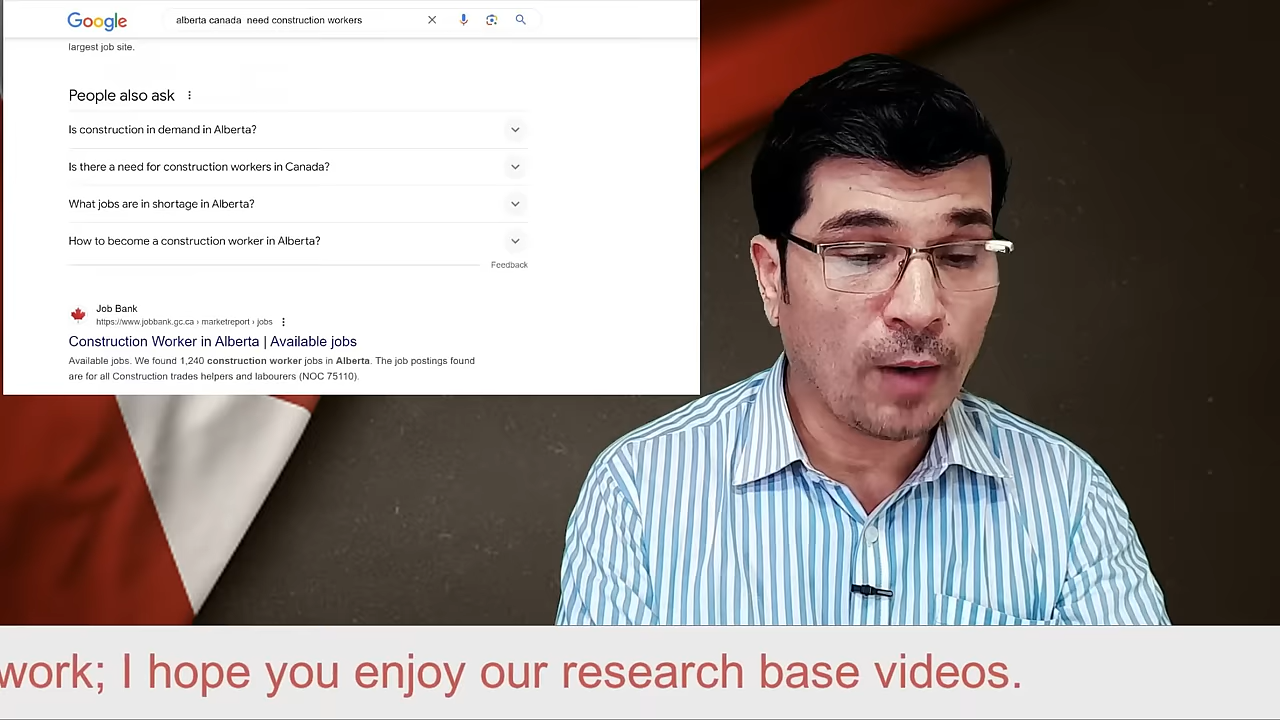 Google
alberta canada  need construction workers
largest job site.
People also ask
Is construction in demand in Alberta?
Is there a need for construction workers in Canada?
What jobs are in shortage in Alberta?
How to become a construction worker in Alberta?
Feedback
Job Bank
https://www.jobbank.gc.ca › marketreport › jobs
Construction Worker in Alberta | Available jobs
Available jobs. We found 1,240 construction worker jobs in Alberta. The job postings found
are for all Construction trades helpers and labourers (NOC 75110).
work; I hope you enjoy our research base videos.